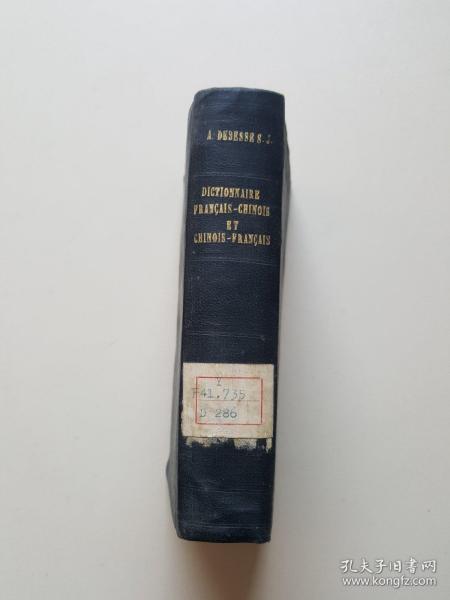 A. DEBESSE S. J.
DICTIONNAIRE
FRANÇAIS-CHINOIS
ET
CHINOIS-FRANÇAIS
Y
F41.735
D 286
孔夫子旧书网
www.kongfz.com